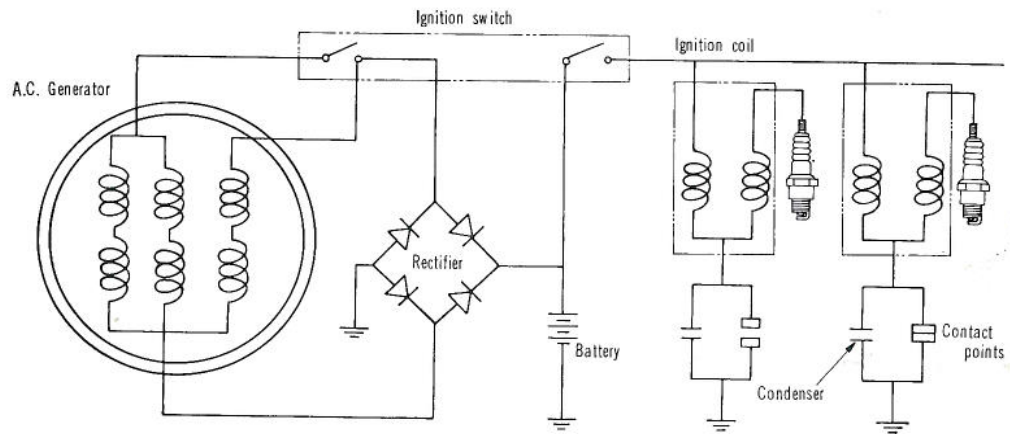 Ignition switch
Ignition coil
A.C. Generator
Rectifier
Battery
Contact
points
Condenser